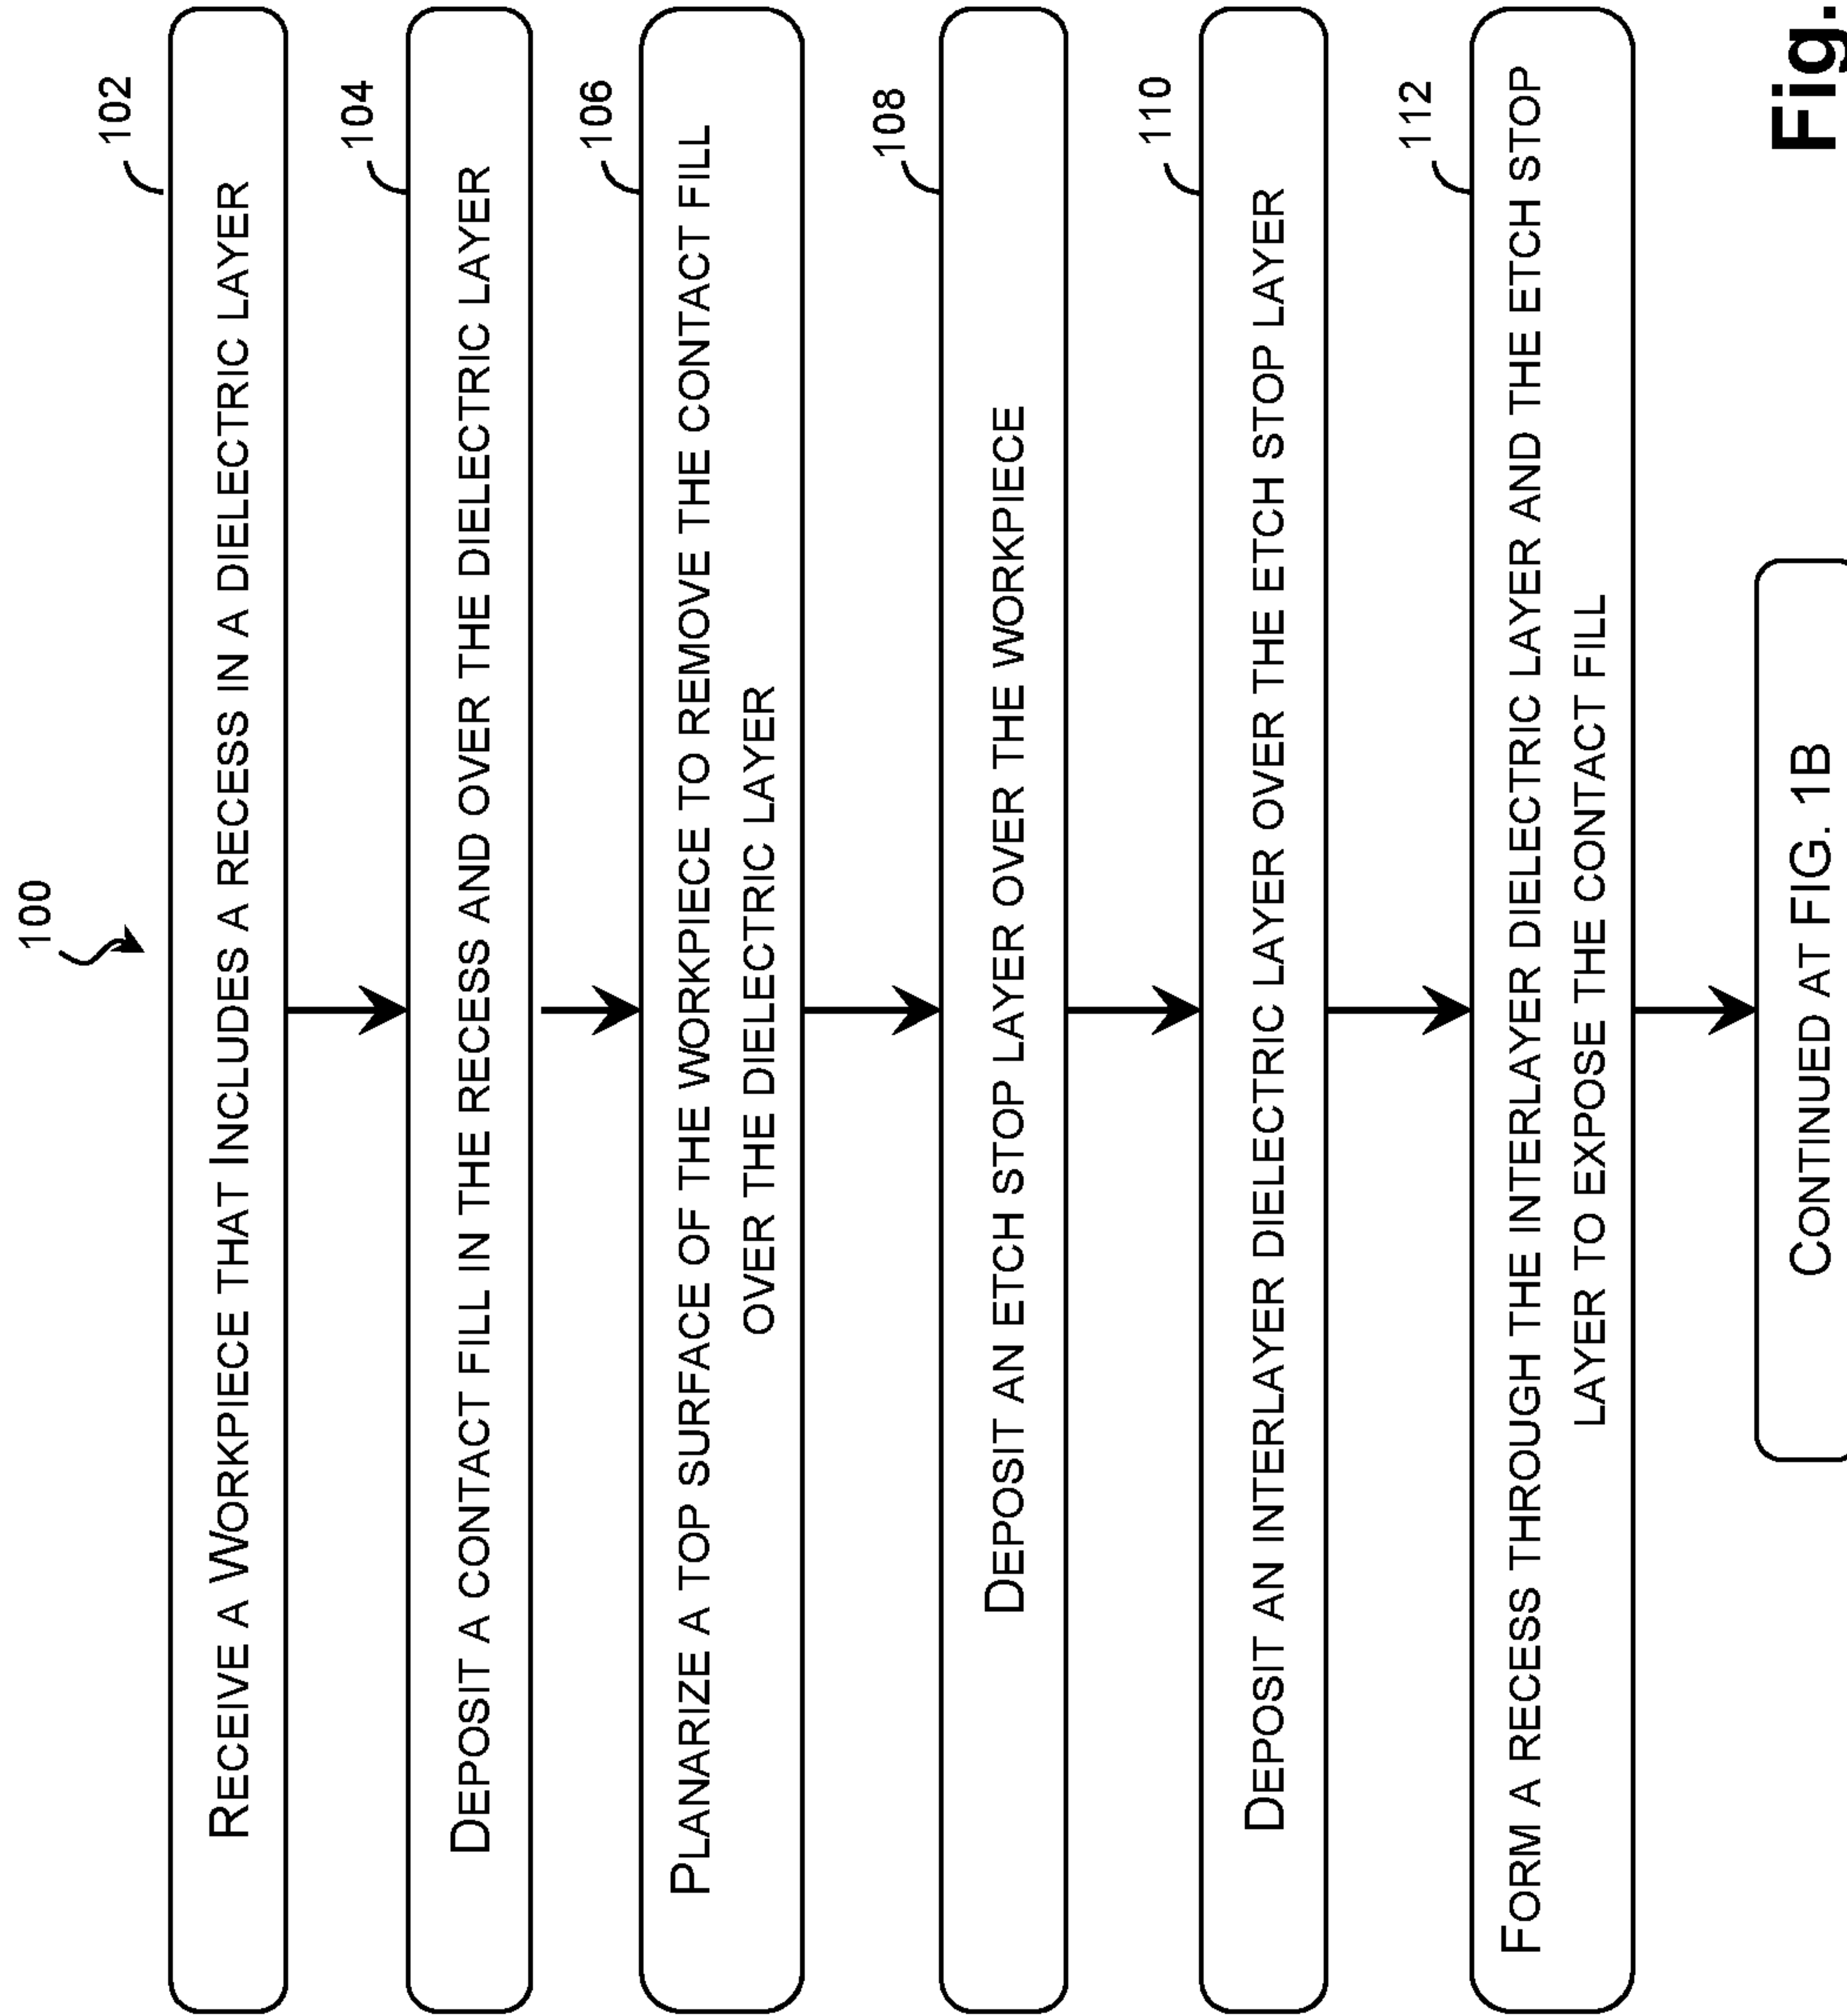 100
102
RECEIVE A WORKPIECE THAT INCLUDES A RECESS IN A DIELECTRIC LAYER
104
DEPOSIT A CONTACT FILL IN THE RECESS AND OVER THE DIELECTRIC LAYER
106
PLANARIZE A TOP SURFACE OF THE WORKPIECE TO REMOVE THE CONTACT FILL
OVER THE DIELECTRIC LAYER
108
DEPOSIT AN ETCH STOP LAYER OVER THE WORKPIECE
110
DEPOSIT AN INTERLAYER DIELECTRIC LAYER OVER THE ETCH STOP LAYER
112
FORM A RECESS THROUGH THE INTERLAYER DIELECTRIC LAYER AND THE ETCH STOP
LAYER TO EXPOSE THE CONTACT FILL
CONTINUED AT FIG. 1B
Fig.